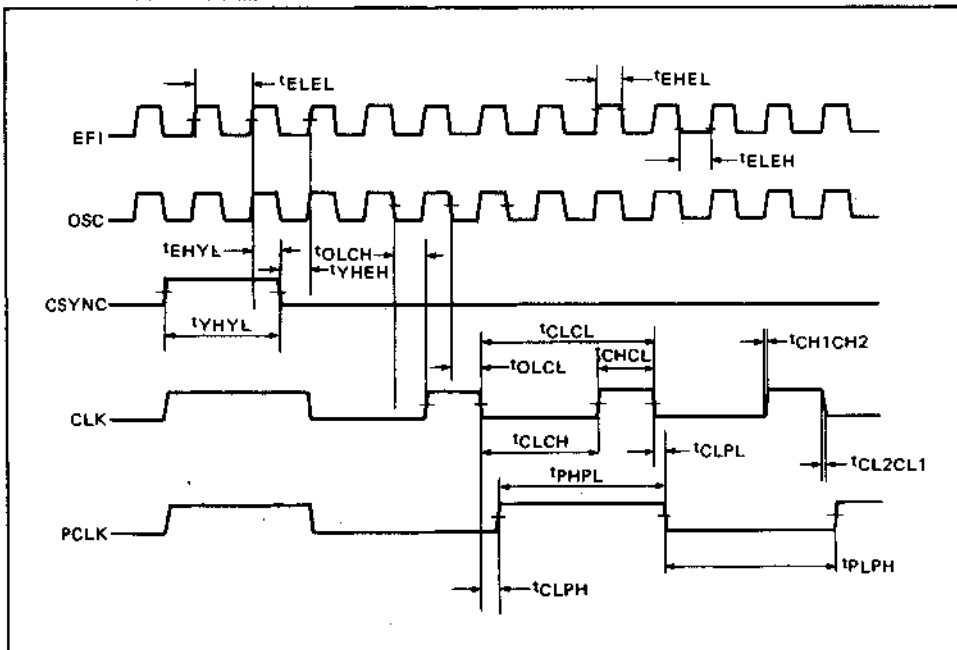 tELEL
tEHEL
EFI
tELEH
OSC
tEHYL
tOLCH
tYHEH
CSYNC
tYHYL
tCLCL
tCH1CH2
tCHCL
tOLCL
CLK
tCLCH
tCLPL
tCL2CL1
tPHPL
PCLK
tPLPH
tCLPH